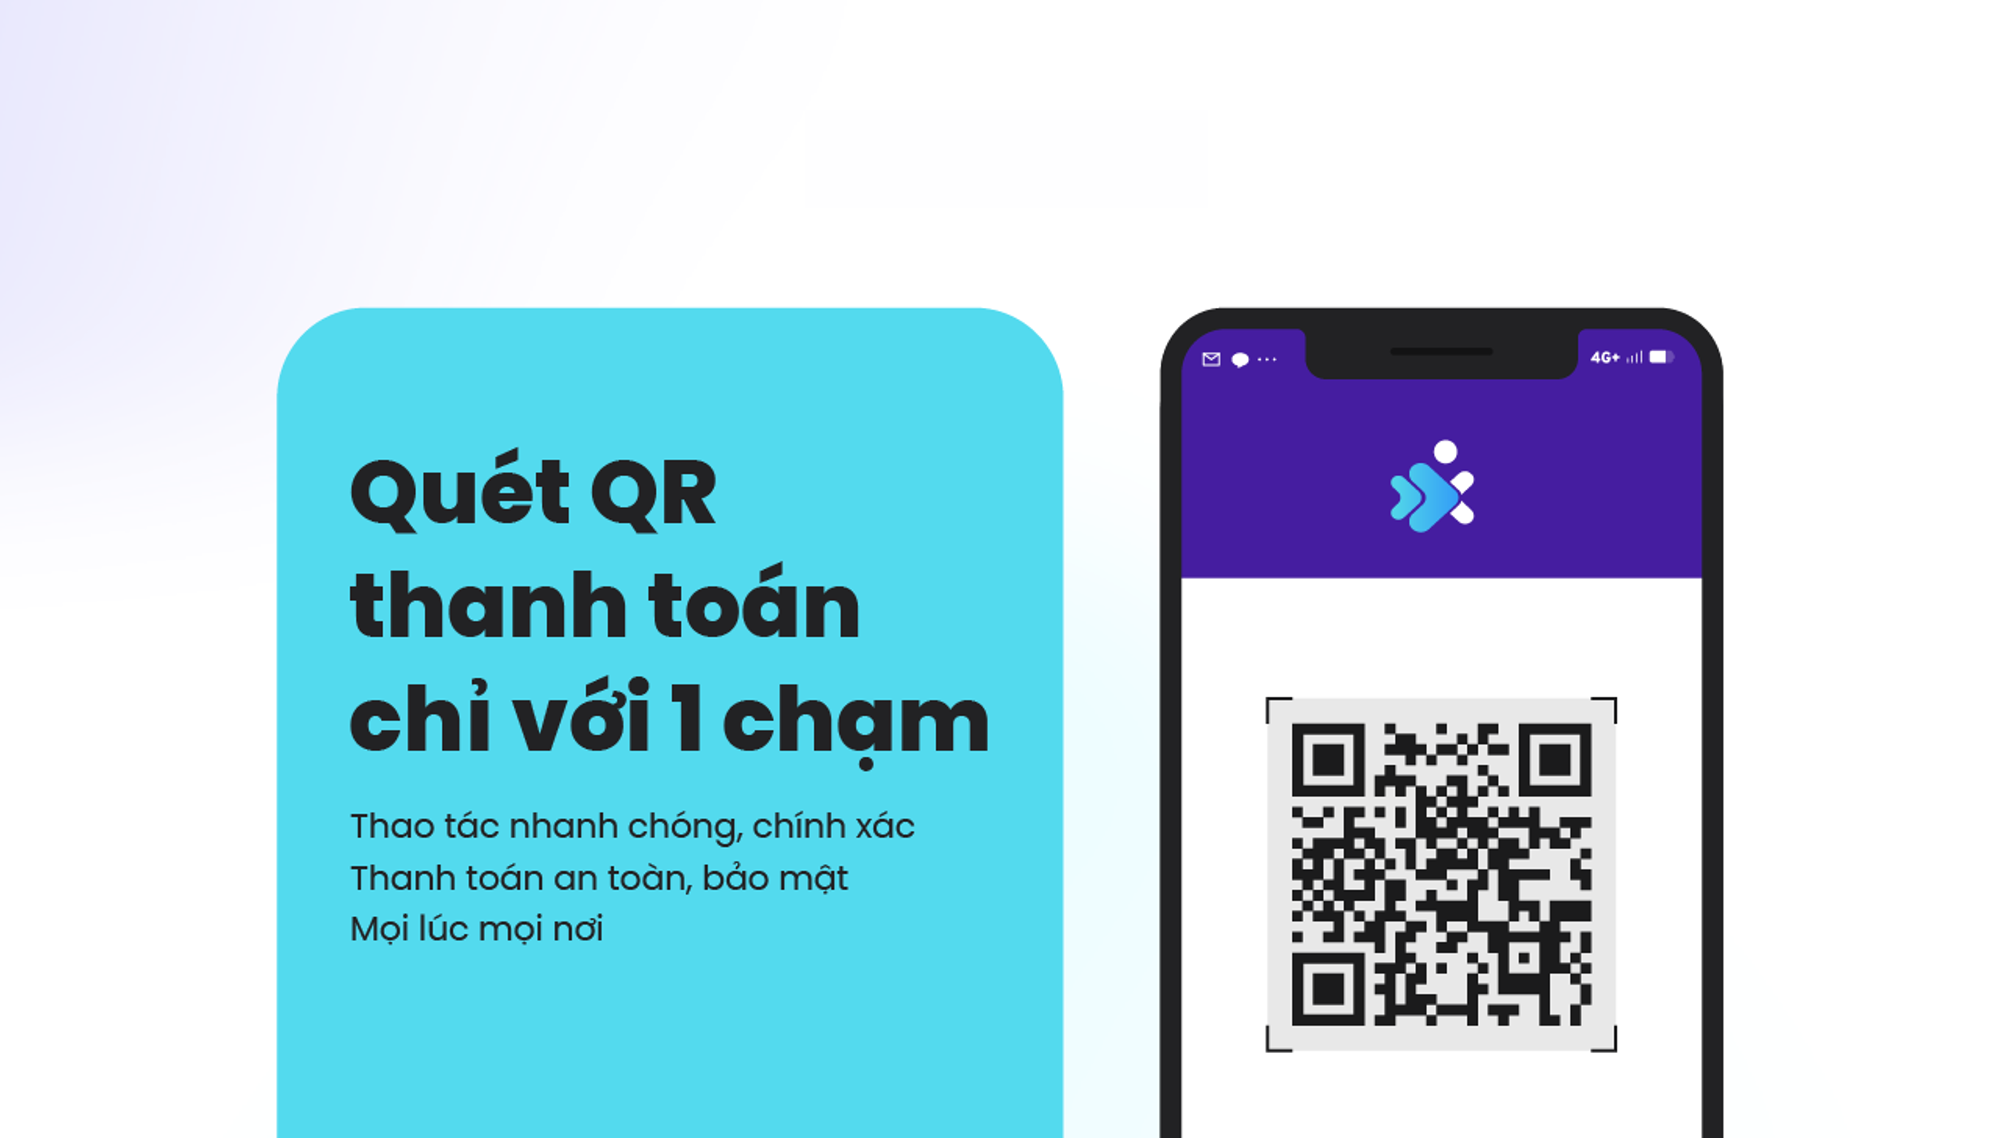 Quét QR
thanh toán
chỉ với 1 chạm
Thao tác nhanh chóng, chính xác
Thanh toán an toàn, bảo mật
Mọi lúc mọi nơi
4G+